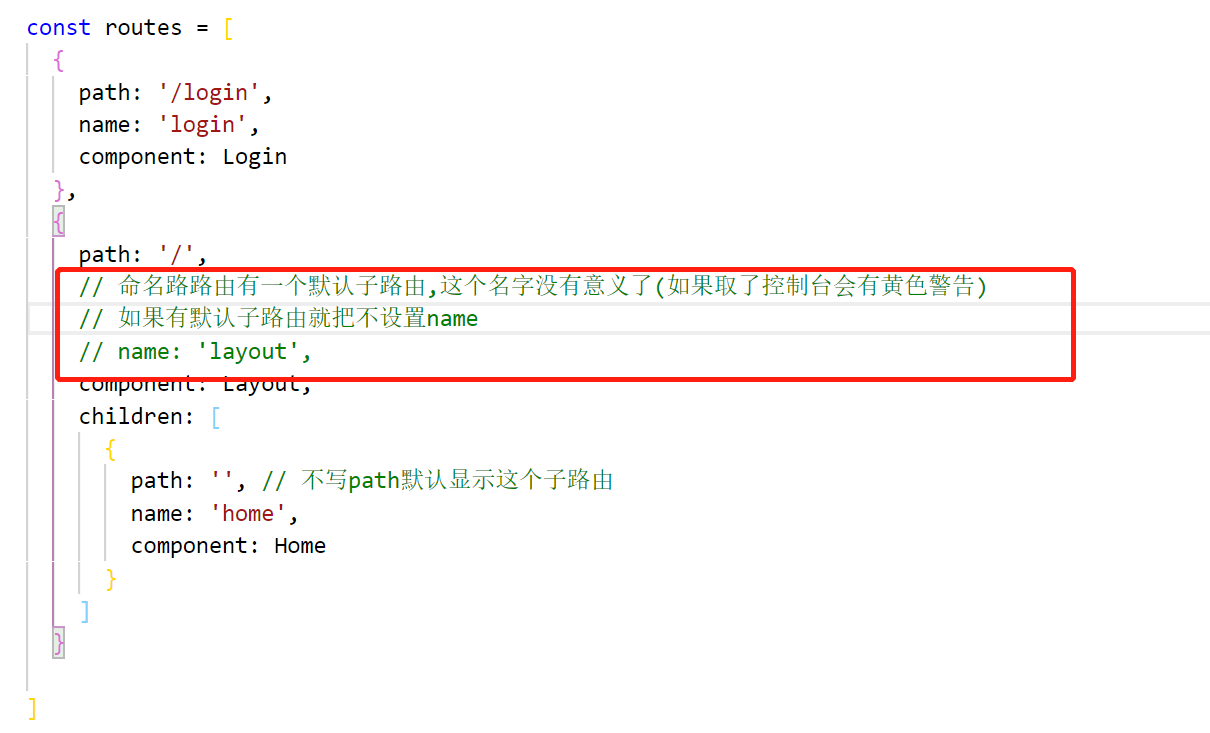 const routes = [
{
path: '/login',
name: 'login',
component: Login
},
{
path: '/',
// 命名路路由有一个默认子路由,这个名字没有意义了(如果取了控制台会有黄色警告)
// 如果有默认子路由就把不设置name
// name: 'layout',
component: Layout,
children: [
{
path: '', // 不写path默认显示这个子路由
name: 'home',
component: Home
}
]
}
]